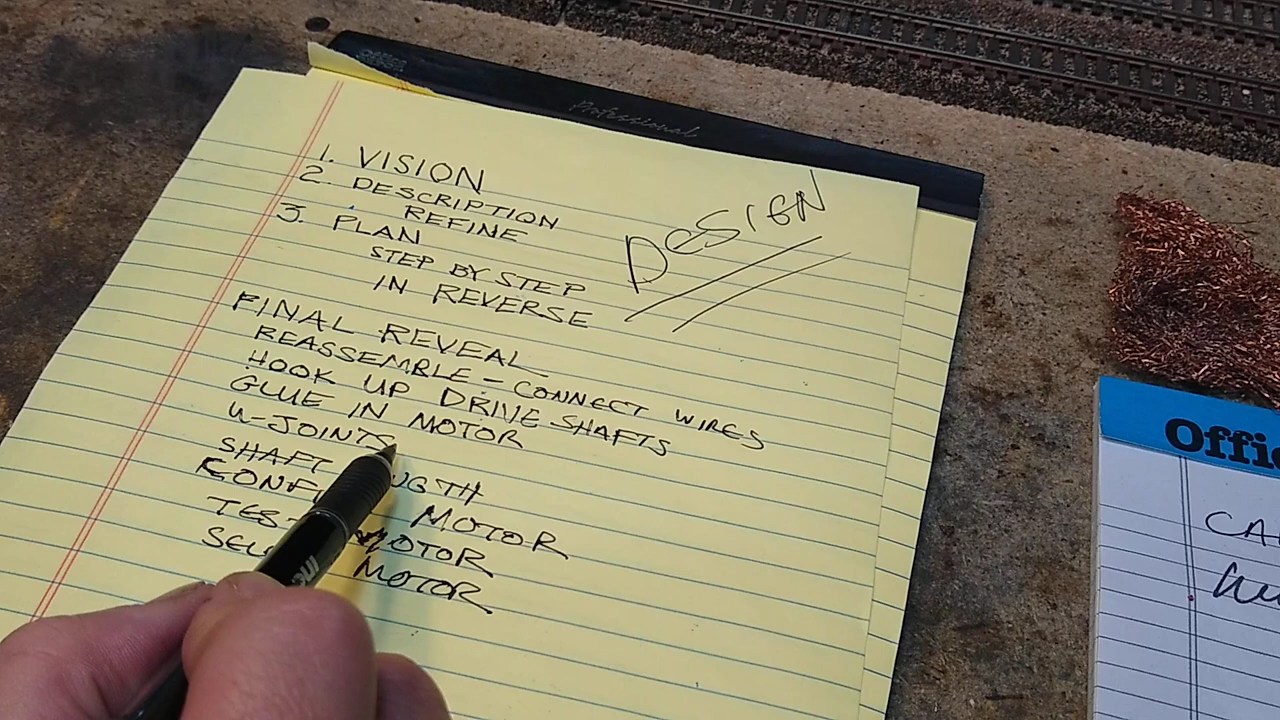 Professional
DESIGN
1. VISION
2. DESCRIPTION
REFINE
3. PLAN
STEP BY STEP
IN REVERSE
FINAL REVEAL
REASSEMBLE - CONNECT WIRES
HOOK UP DRIVE SHAFTS
GLUE IN MOTOR
U-JOINTS
SHAFT
MOTOR
MOTOR
MOTOR
Offi
CA